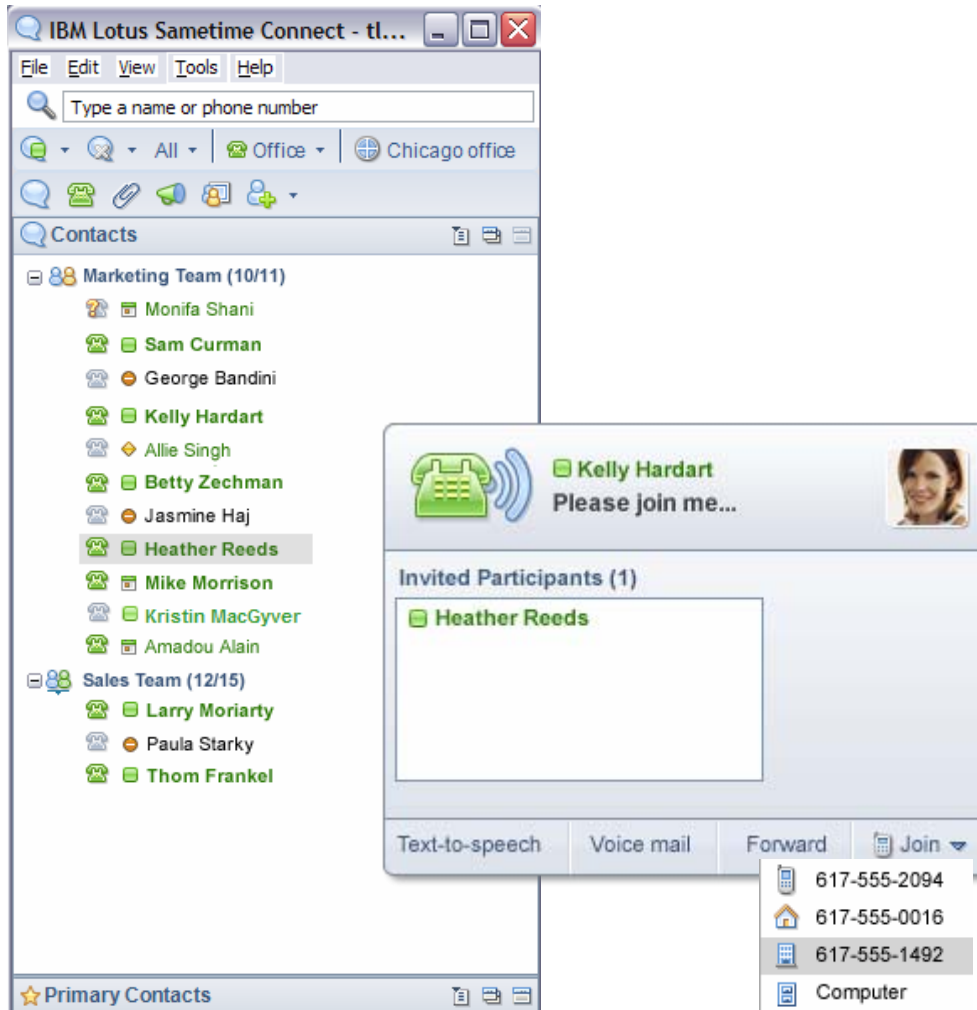 IBM Lotus Sametime Connect - tl...
File Edit View Tools Help
Type a name or phone number
All Office Chicago office
Contacts
Marketing Team (10/11)
Monifa Shani
Sam Curman
George Bandini
Kelly Hardart
Allie Singh
Betty Zechman
Jasmine Haj
Heather Reeds
Mike Morrison
Kristin MacGyver
Amadou Alain
Sales Team (12/15)
Larry Moriarty
Paula Starky
Thom Frankel
Primary Contacts
Kelly Hardart
Please join me...
Invited Participants (1)
Heather Reeds
Text-to-speech Voice mail Forward Join
617-555-2094
617-555-0016
617-555-1492
Computer